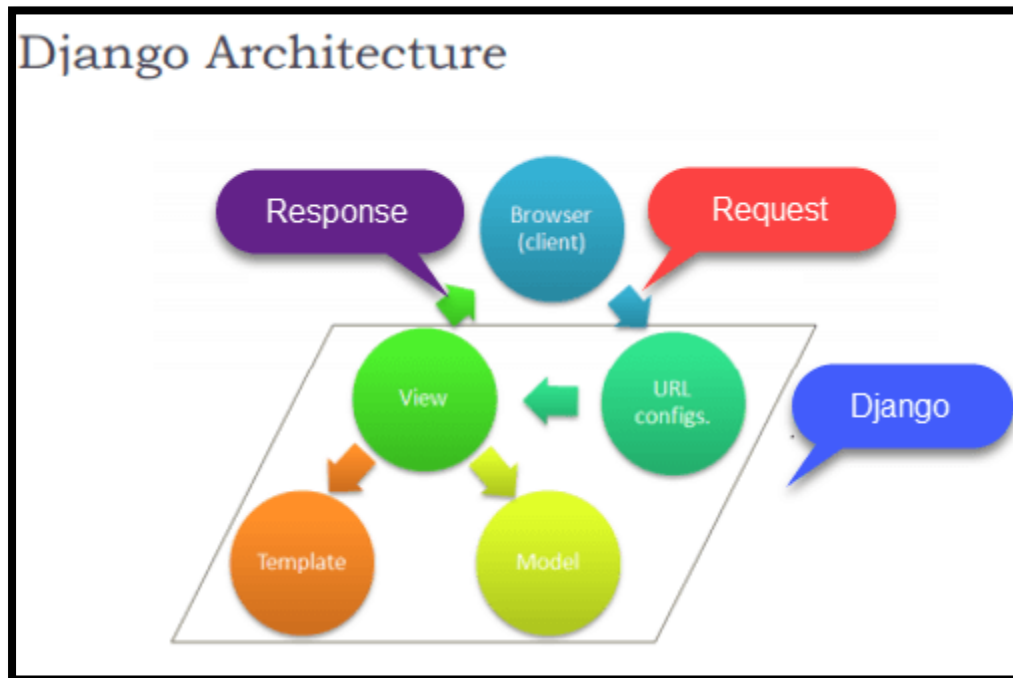 Django Architecture
Response
Browser
(client)
Request
View
URL
configs.
Django
Template
Model